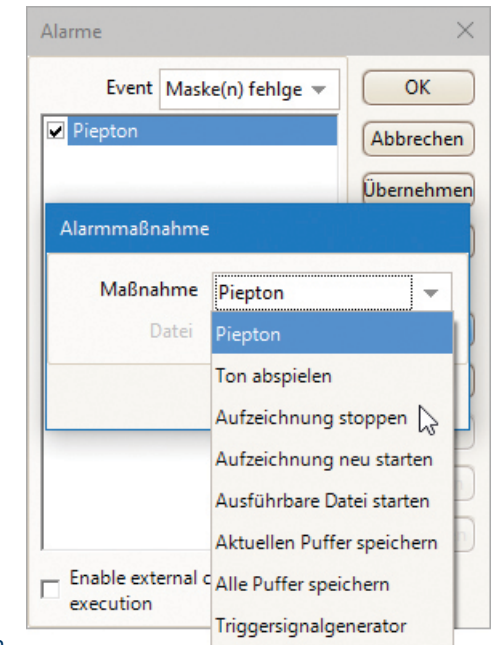 Alarme
Event Maske(n) fehlge
OK
Piepton
Abbrechen
Übernehmen
Alarmmaßnahme
Maßnahme Piepton
Datei
Piepton
Ton abspielen
Aufzeichnung stoppen
Aufzeichnung neu starten
Ausführbare Datei starten
Aktuellen Puffer speichern
Alle Puffer speichern
Triggersignalgenerator
Enable external c
execution